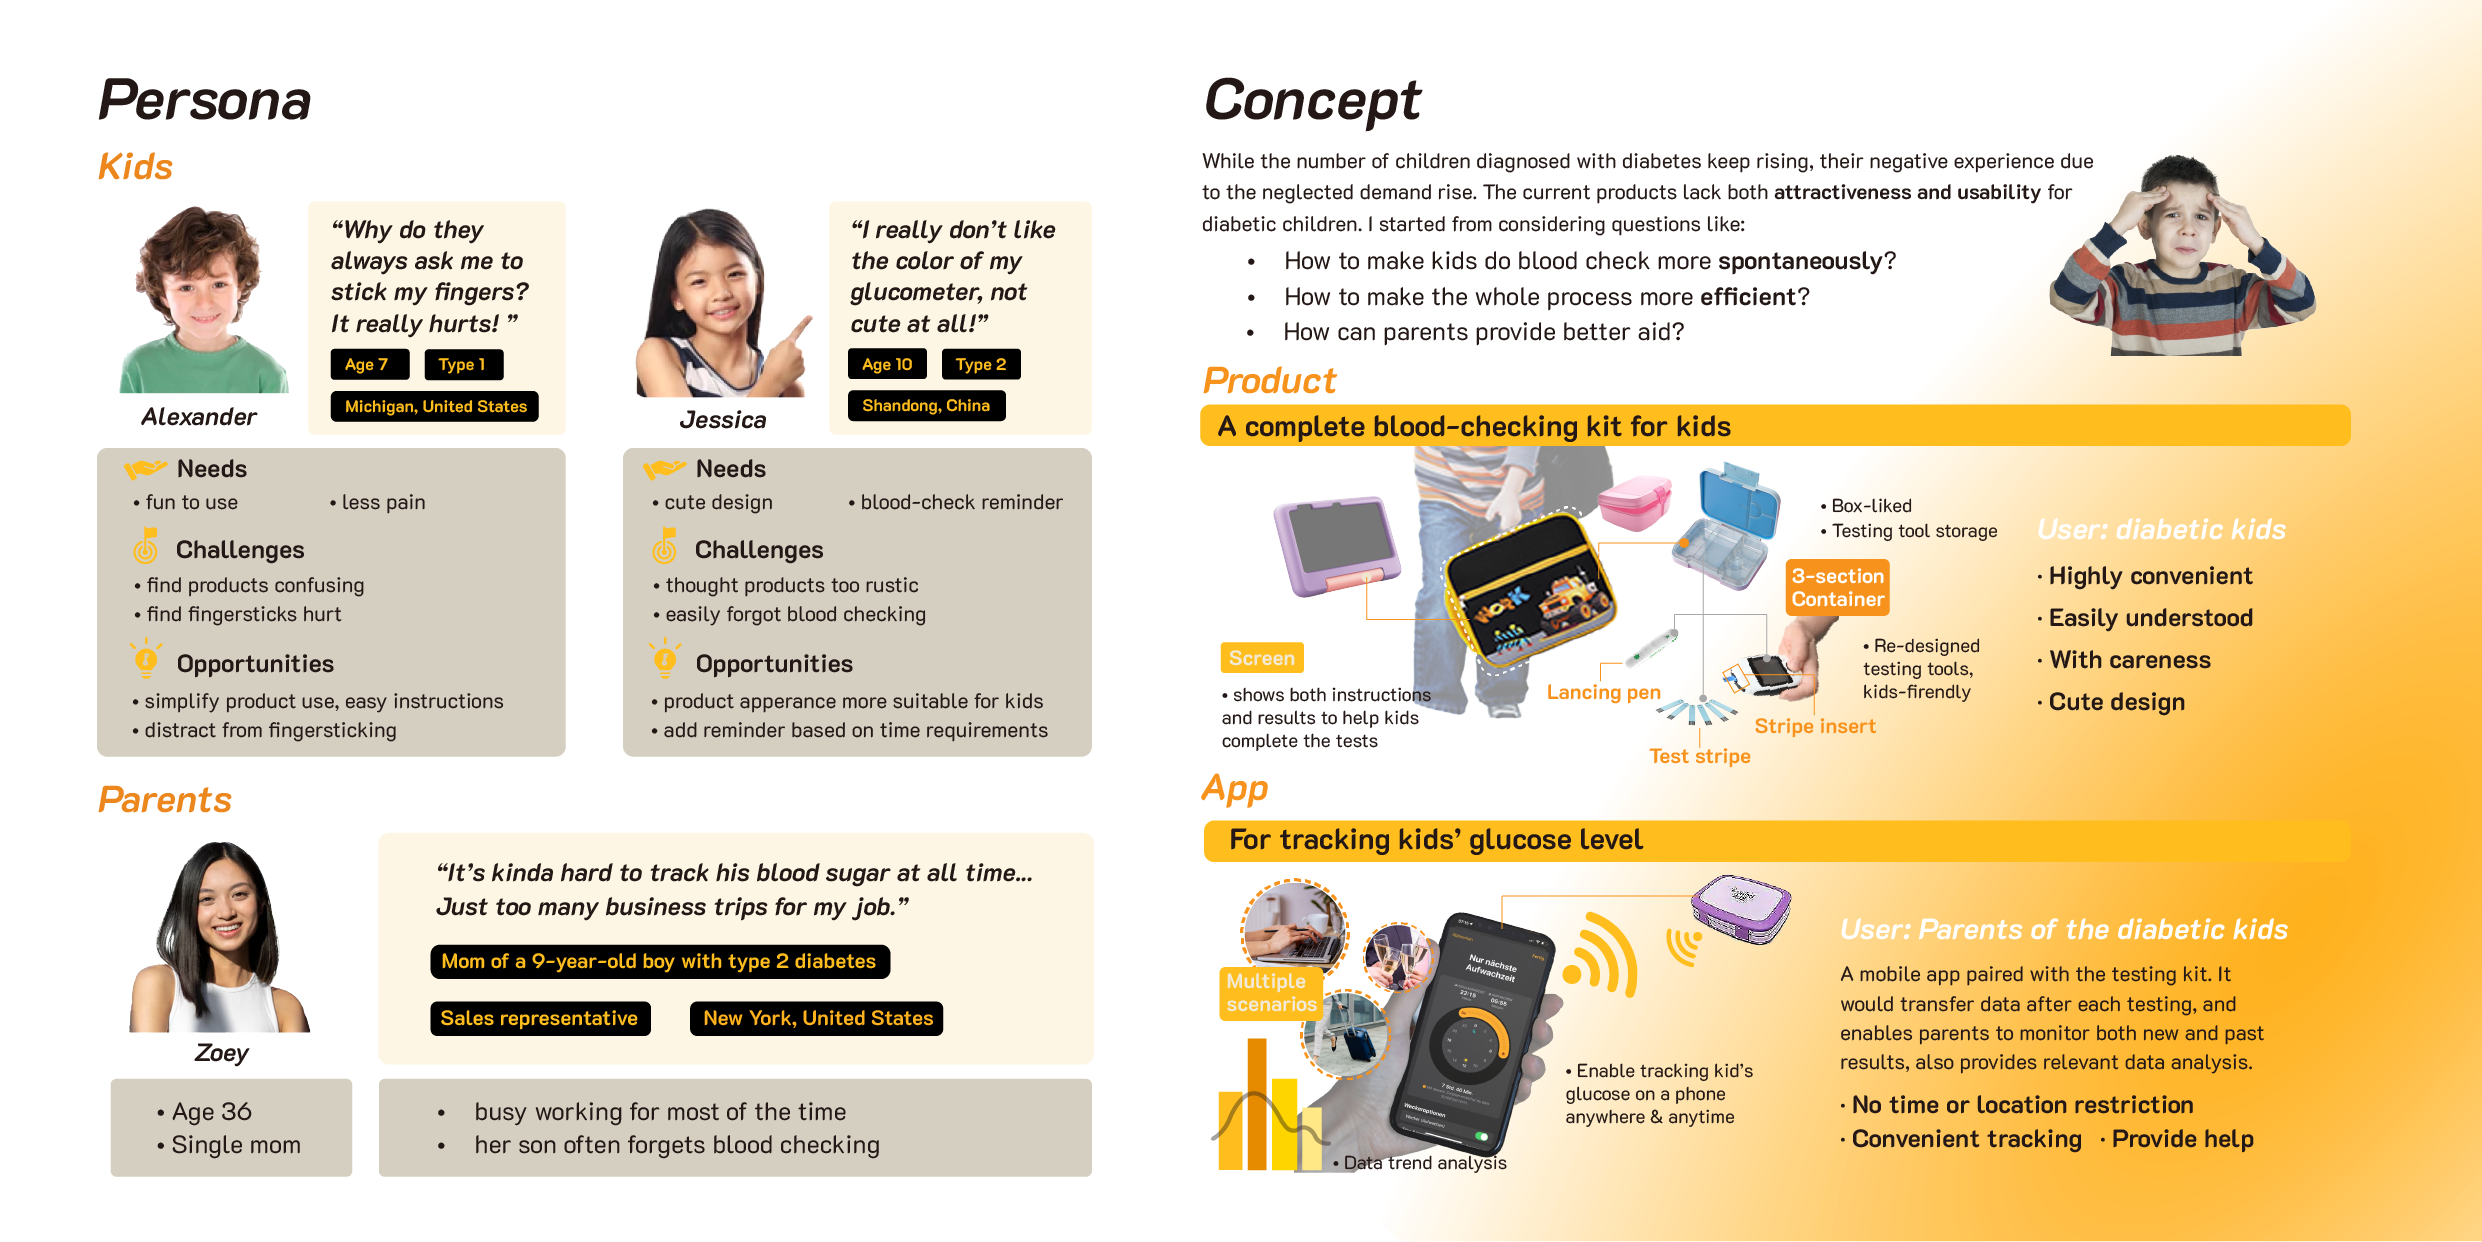 Persona
Kids
“Why do they
always ask me to
stick my fingers?
It really hurts! ”
Age 7
Type 1
Michigan, United States
Alexander
“I really don’t like
the color of my
glucometer, not
cute at all!”
Age 10
Type 2
Shandong, China
Jessica
Needs
• fun to use
• less pain
Challenges
• find products confusing
• find fingersticks hurt
Opportunities
• simplify product use, easy instructions
• distract from fingersticking
Needs
• cute design
• blood-check reminder
Challenges
• thought products too rustic
• easily forgot blood checking
Opportunities
• product apperance more suitable for kids
• add reminder based on time requirements
Parents
“It’s kinda hard to track his blood sugar at all time...
Just too many business trips for my job.”
Mom of a 9-year-old boy with type 2 diabetes
Sales representative
New York, United States
Zoey
• Age 36
• Single mom
• busy working for most of the time
• her son often forgets blood checking
Concept
While the number of children diagnosed with diabetes keep rising, their negative experience due
to the neglected demand rise. The current products lack both attractiveness and usability for
diabetic children. I started from considering questions like:
• How to make kids do blood check more spontaneously?
• How to make the whole process more efficient?
• How can parents provide better aid?
Product
A complete blood-checking kit for kids
WORK
• Box-liked
• Testing tool storage
3-section
Container
Screen
• shows both instructions
and results to help kids
complete the tests
Lancing pen
Test stripe
Stripe insert
• Re-designed
testing tools,
kids-firendly
User: diabetic kids
· Highly convenient
· Easily understood
· With careness
· Cute design
App
For tracking kids’ glucose level
Multiple
scenarios
Nur nächste
Aufwachzeit
Weckeroptionen
• Data trend analysis
• Enable tracking kid’s
glucose on a phone
anywhere & anytime
User: Parents of the diabetic kids
A mobile app paired with the testing kit. It
would transfer data after each testing, and
enables parents to monitor both new and past
results, also provides relevant data analysis.
· No time or location restriction
· Convenient tracking · Provide help